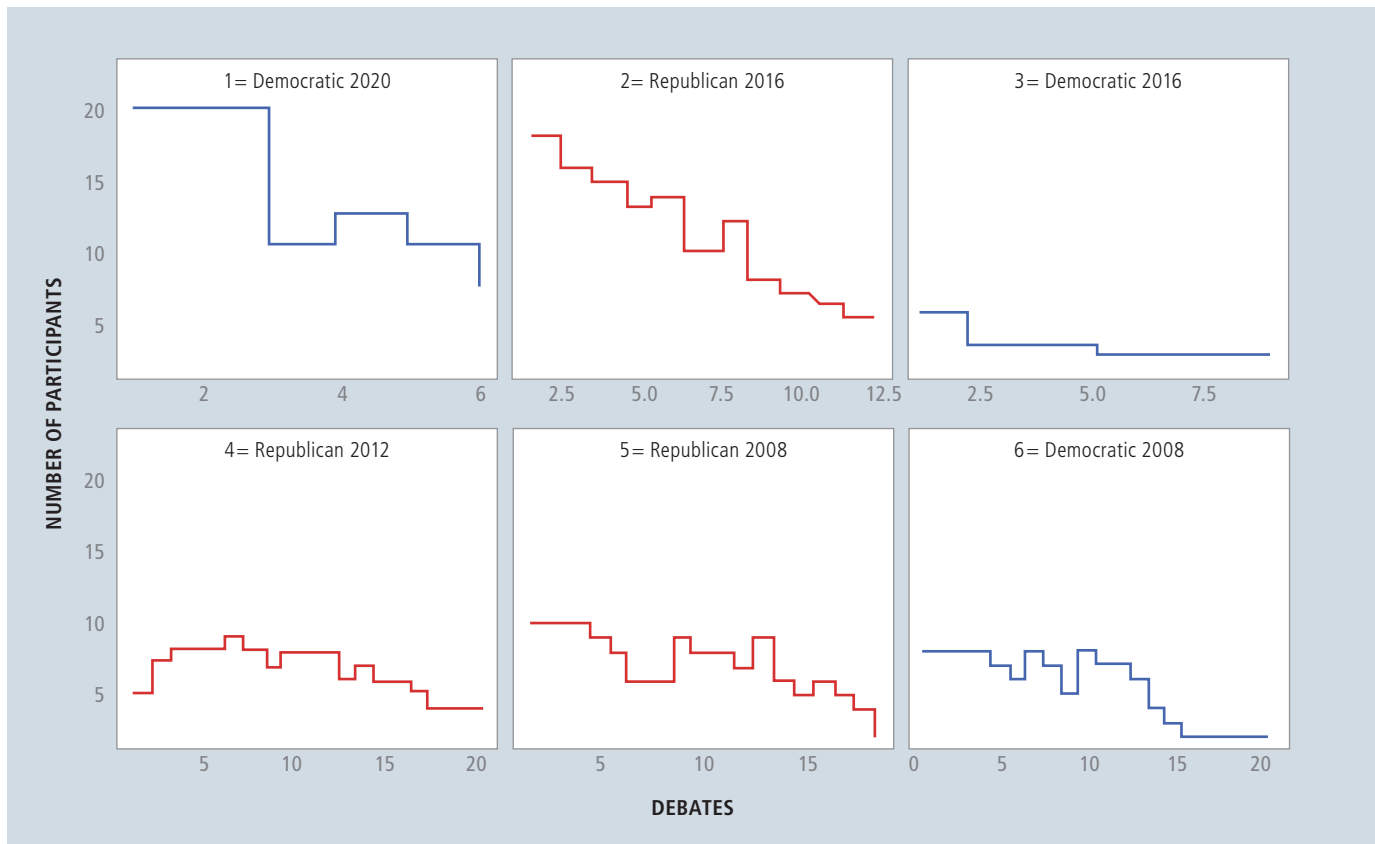 1= Democratic 2020
2= Republican 2016
3= Democratic 2016
20
15
10
5
2 4 6
2.5 5.0 7.5 10.0 12.5
2.5 5.0 7.5
NUMBER OF PARTICIPANTS
4= Republican 2012
5= Republican 2008
6= Democratic 2008
20
15
10
5
5 10 15 20
5 10 15
0 5 10 15 20
DEBATES